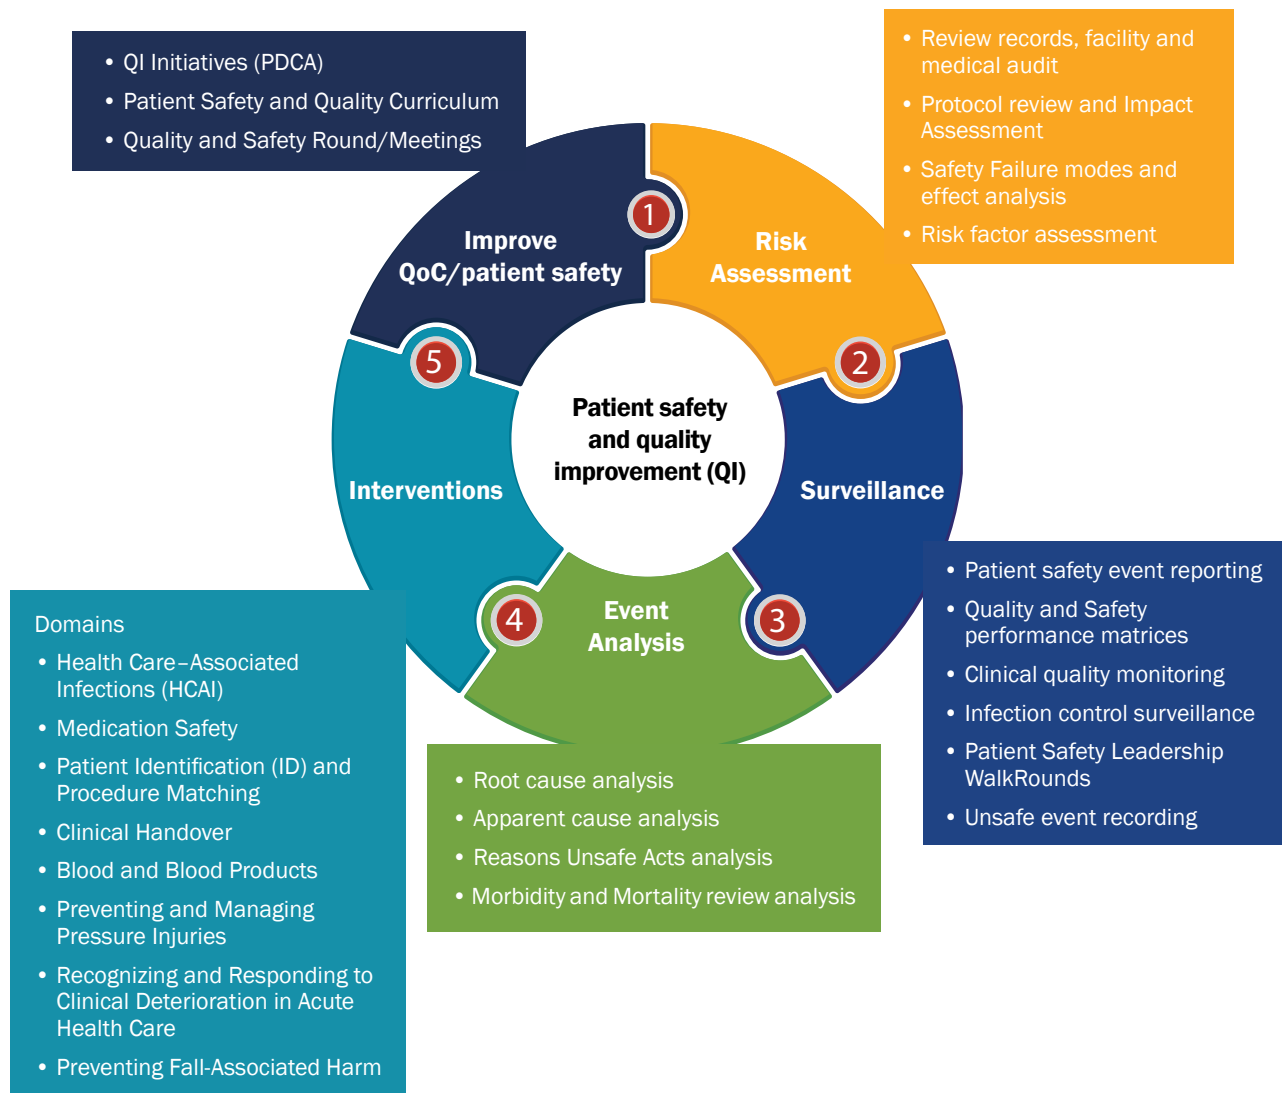 • QI Initiatives (PDCA)
• Patient Safety and Quality Curriculum
• Quality and Safety Round/Meetings
• Review records, facility and
medical audit
• Protocol review and Impact
Assessment
• Safety Failure modes and
effect analysis
• Risk factor assessment
1
Improve
QoC/patient safety
Risk
Assessment
5
2
Patient safety
and quality
improvement (QI)
Interventions
Surveillance
4
Event
Analysis
3
• Patient safety event reporting
• Quality and Safety
performance matrices
• Clinical quality monitoring
• Infection control surveillance
• Patient Safety Leadership
WalkRounds
• Unsafe event recording
Domains
• Health Care–Associated
Infections (HCAI)
• Medication Safety
• Patient Identification (ID) and
Procedure Matching
• Clinical Handover
• Blood and Blood Products
• Preventing and Managing
Pressure Injuries
• Recognizing and Responding to
Clinical Deterioration in Acute
Health Care
• Preventing Fall-Associated Harm
• Root cause analysis
• Apparent cause analysis
• Reasons Unsafe Acts analysis
• Morbidity and Mortality review analysis